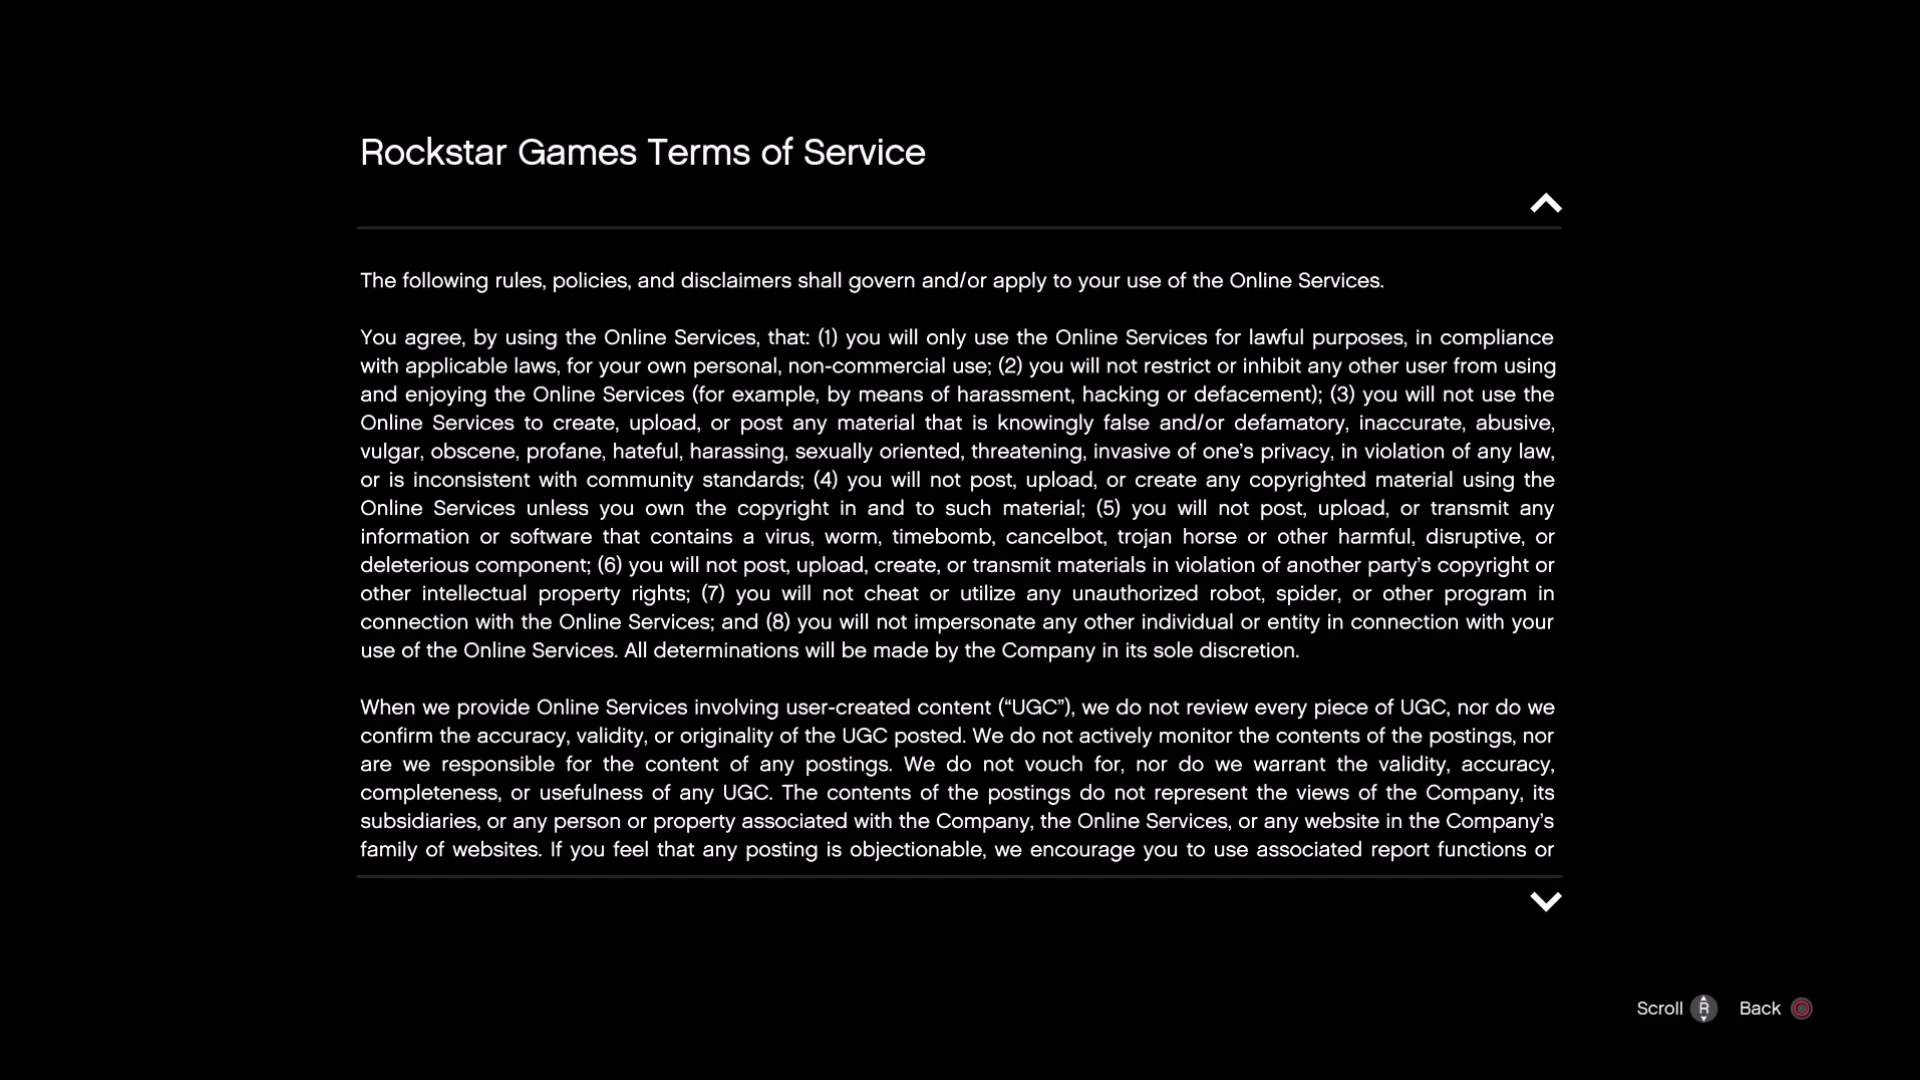 Rockstar Games Terms of Service
The following rules, policies, and disclaimers shall govern and/or apply to your use of the Online Services.
You agree, by using the Online Services, that: (1) you will only use the Online Services for lawful purposes, in compliance
with applicable laws, for your own personal, non-commercial use; (2) you will not restrict or inhibit any other user from using
and enjoying the Online Services (for example, by means of harassment, hacking or defacement); (3) you will not use the
Online Services to create, upload, or post any material that is knowingly false and/or defamatory, inaccurate, abusive,
vulgar, obscene, profane, hateful, harassing, sexually oriented, threatening, invasive of one’s privacy, in violation of any law,
or is inconsistent with community standards; (4) you will not post, upload, or create any copyrighted material using the
Online Services unless you own the copyright in and to such material; (5) you will not post, upload, or transmit any
information or software that contains a virus, worm, timebomb, cancelbot, trojan horse or other harmful, disruptive, or
deleterious component; (6) you will not post, upload, create, or transmit materials in violation of another party’s copyright or
other intellectual property rights; (7) you will not cheat or utilize any unauthorized robot, spider, or other program in
connection with the Online Services; and (8) you will not impersonate any other individual or entity in connection with your
use of the Online Services. All determinations will be made by the Company in its sole discretion.
When we provide Online Services involving user-created content (“UGC”), we do not review every piece of UGC, nor do we
confirm the accuracy, validity, or originality of the UGC posted. We do not actively monitor the contents of the postings, nor
are we responsible for the content of any postings. We do not vouch for, nor do we warrant the validity, accuracy,
completeness, or usefulness of any UGC. The contents of the postings do not represent the views of the Company, its
subsidiaries, or any person or property associated with the Company, the Online Services, or any website in the Company’s
family of websites. If you feel that any posting is objectionable, we encourage you to use associated report functions or
Scroll R Back